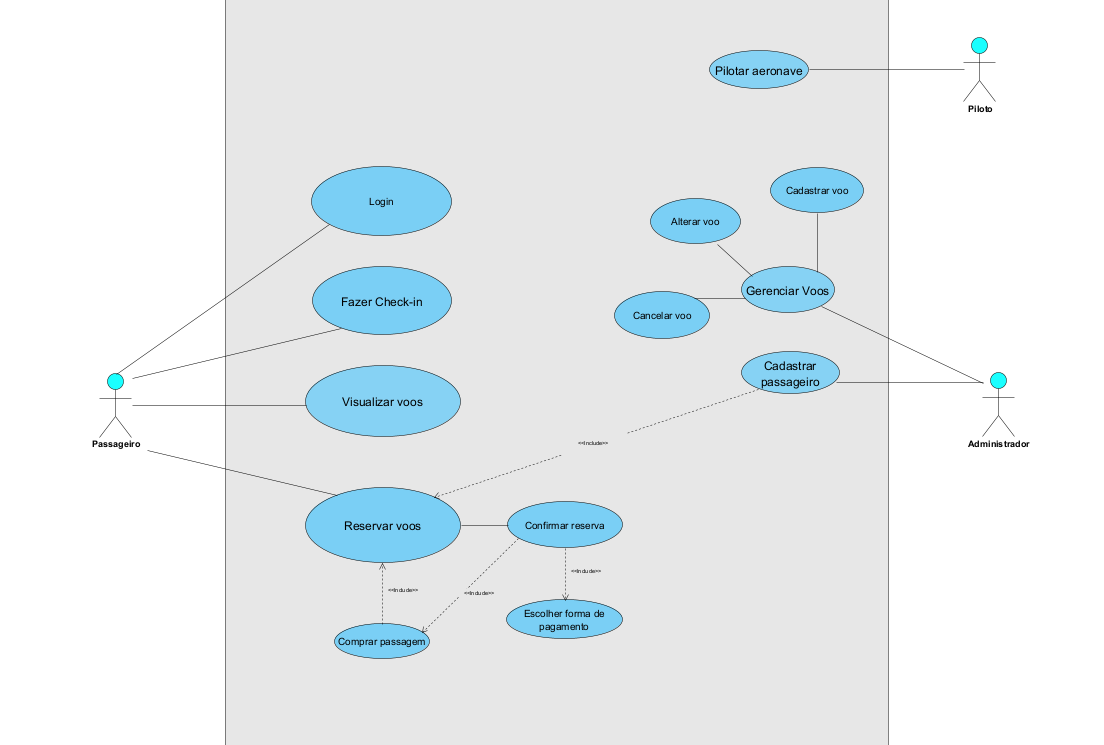 Pilotar aeronave
Piloto
Login
Cadastrar voo
Alterar voo
Fazer Check-in
Gerenciar Voos
Cancelar voo
Cadastrar
passageiro
Visualizar voos
Passageiro
Administrador
<<Include>>
Reservar voos
Confirmar reserva
<<Include>>
<<Include>>
<<Include>>
Escolher forma de
pagamento
Comprar passagem